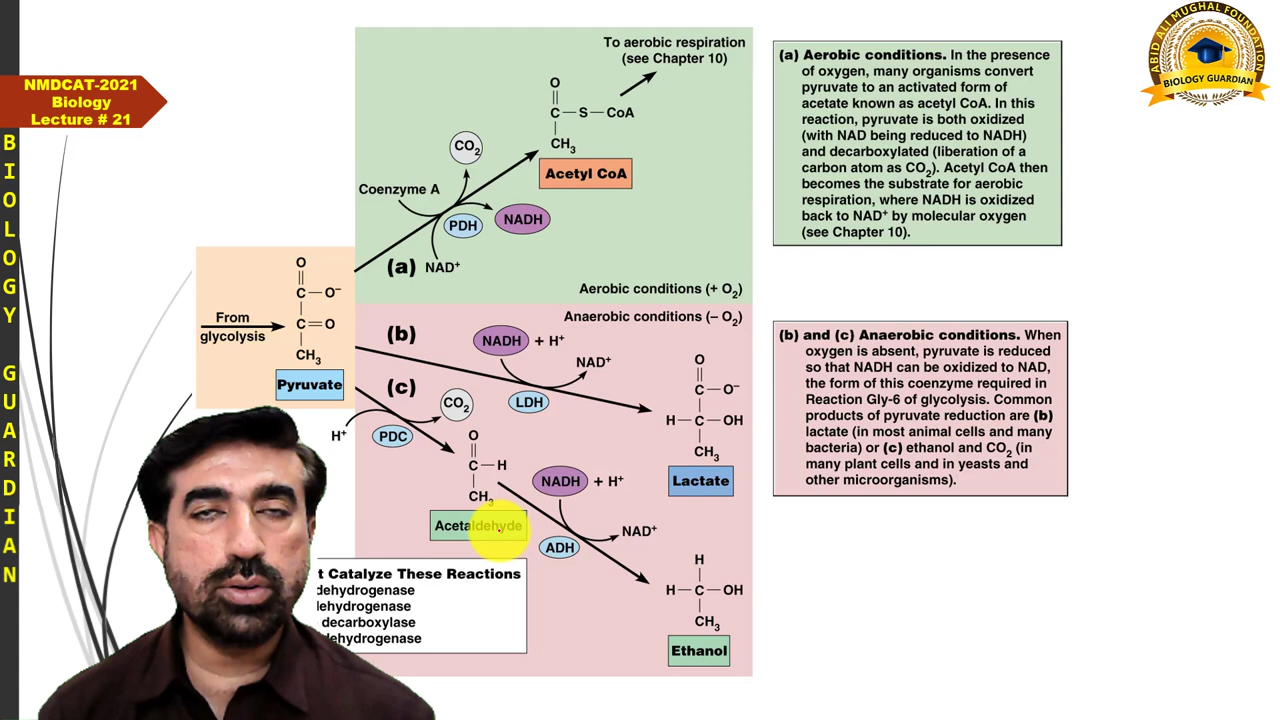 NMDCAT-2021
Biology
Lecture # 21
BIOLOGY GUARDIAN
ABID ALI MUGHAL FOUNDATION
BIOLOGY GUARDIAN
To aerobic respiration
(see Chapter 10)
O
C—S—CoA
CH₃
Acetyl CoA
CO₂
Coenzyme A
PDH
NADH
NAD⁺
(a)
Aerobic conditions (+ O₂)
From
glycolysis
O
C—O⁻
C=O
CH₃
Pyruvate
Anaerobic conditions (– O₂)
(b)
NADH + H⁺
NAD⁺
LDH
O
C—O⁻
H—C—OH
CH₃
Lactate
(c)
CO₂
H⁺
PDC
O
C—H
CH₃
Acetaldehyde
NADH + H⁺
NAD⁺
ADH
H
H—C—OH
CH₃
Ethanol
t Catalyze These Reactions
dehydrogenase
dehydrogenase
decarboxylase
dehydrogenase
(a) Aerobic conditions. In the presence
of oxygen, many organisms convert
pyruvate to an activated form of
acetate known as acetyl CoA. In this
reaction, pyruvate is both oxidized
(with NAD being reduced to NADH)
and decarboxylated (liberation of a
carbon atom as CO₂). Acetyl CoA then
becomes the substrate for aerobic
respiration, where NADH is oxidized
back to NAD⁺ by molecular oxygen
(see Chapter 10).
(b) and (c) Anaerobic conditions. When
oxygen is absent, pyruvate is reduced
so that NADH can be oxidized to NAD,
the form of this coenzyme required in
Reaction Gly-6 of glycolysis. Common
products of pyruvate reduction are (b)
lactate (in most animal cells and many
bacteria) or (c) ethanol and CO₂ (in
many plant cells and in yeasts and
other microorganisms).